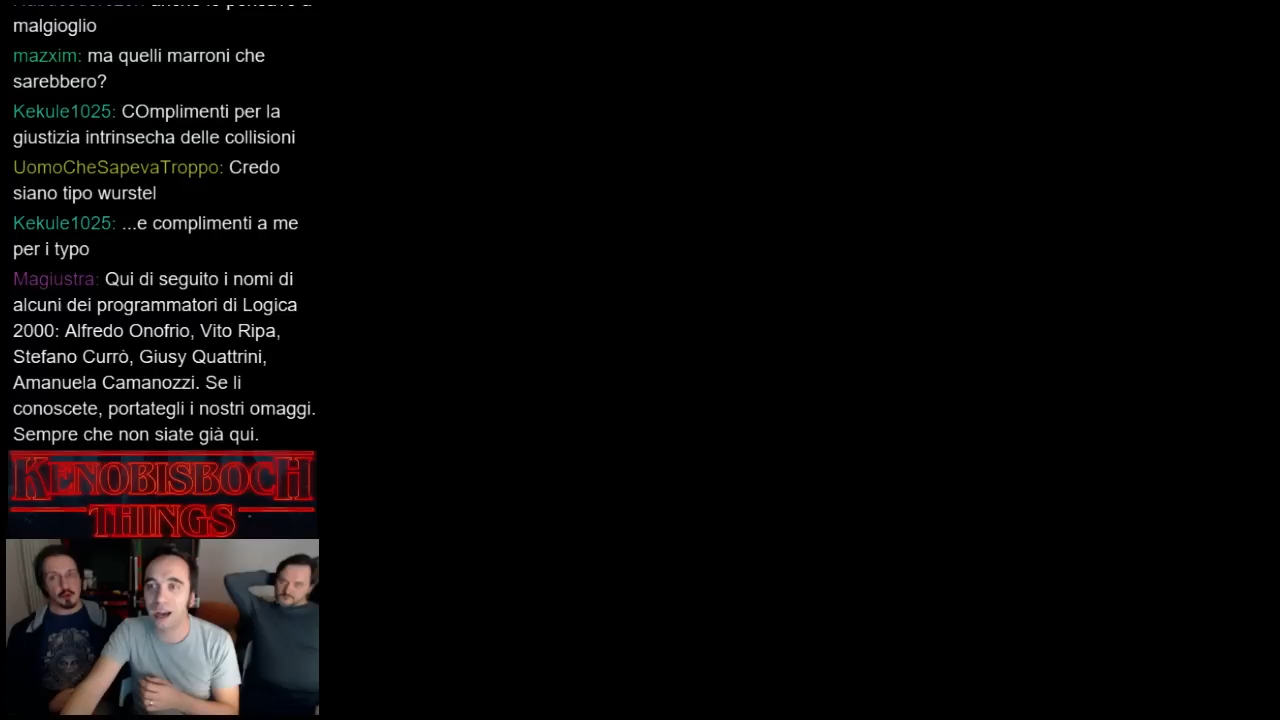 malgioglio
mazxim: ma quelli marroni che
sarebbero?
Kekule1025: COmplimenti per la
giustizia intrinsecha delle collisioni
UomoCheSapevaTroppo: Credo
siano tipo wurstel
Kekule1025: ...e complimenti a me
per i typo
Magiustra: Qui di seguito i nomi di
alcuni dei programmatori di Logica
2000: Alfredo Onofrio, Vito Ripa,
Stefano Currò, Giusy Quattrini,
Amanuela Camanozzi. Se li
conoscete, portategli i nostri omaggi.
Sempre che non siate già qui.
KENOBISBOCH
THINGS